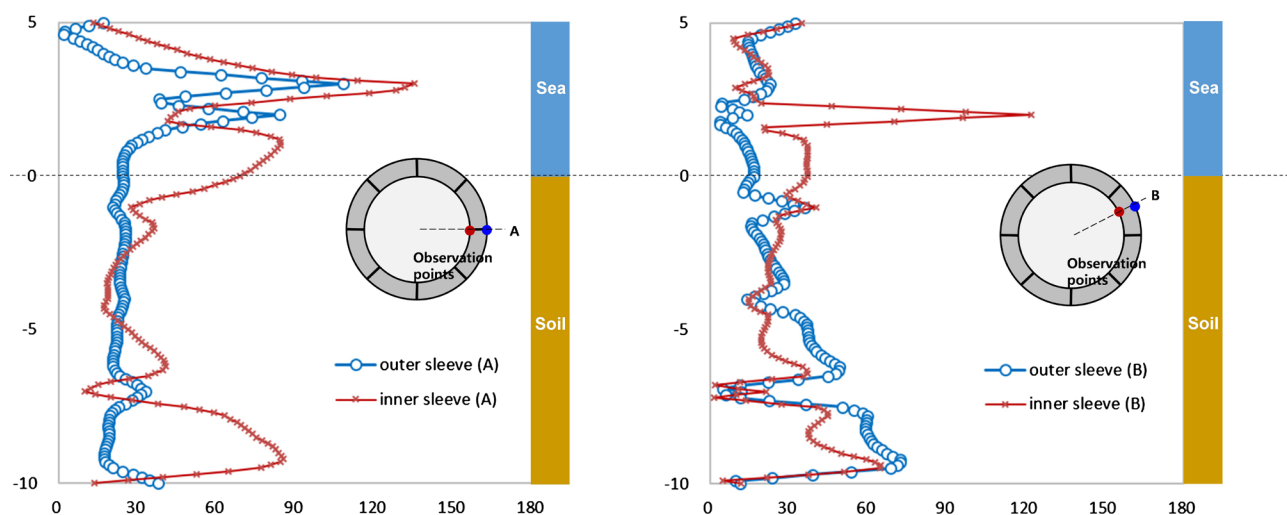 5
0
-5
-10
0
30
60
90
120
150
180
Sea
Soil
A
Observation
points
outer sleeve (A)
inner sleeve (A)
5
0
-5
-10
0
30
60
90
120
150
180
Sea
Soil
B
Observation
points
outer sleeve (B)
inner sleeve (B)